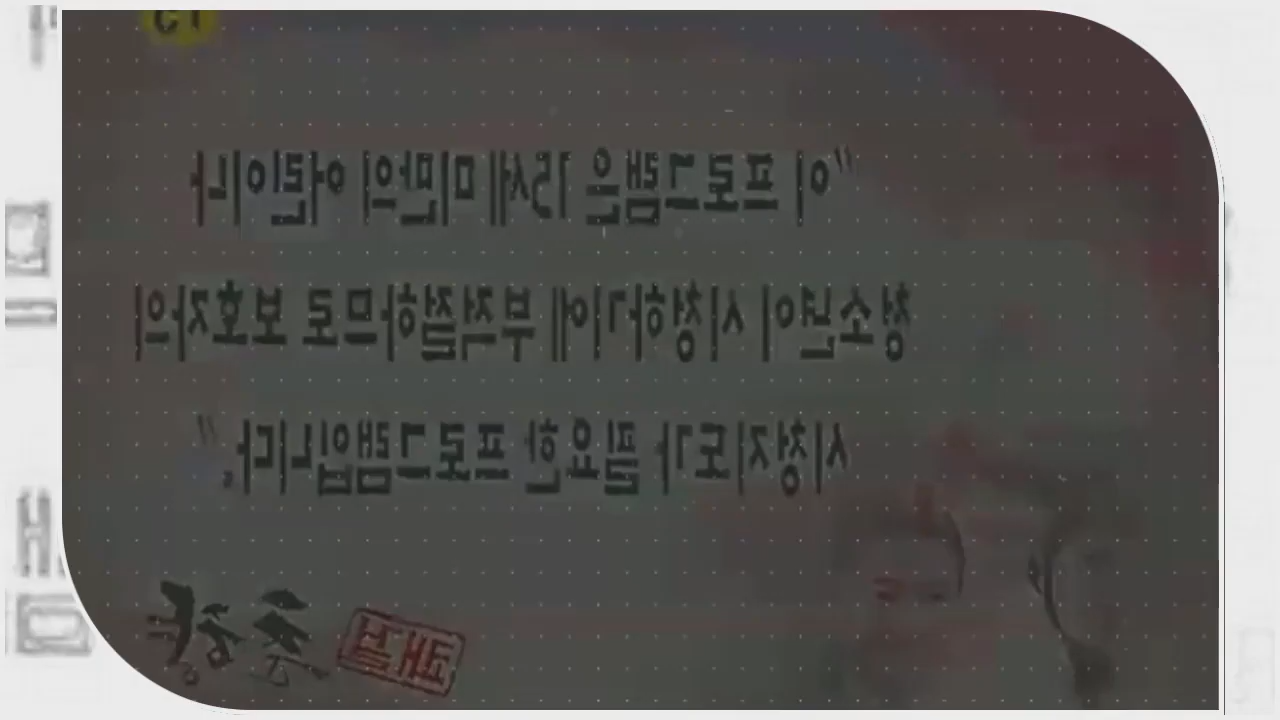 15
"이 프로그램은 15세 미만의 어린이나
청소년이 시청하기에 부적절하므로 보호자의
시청지도가 필요한 프로그램입니다."